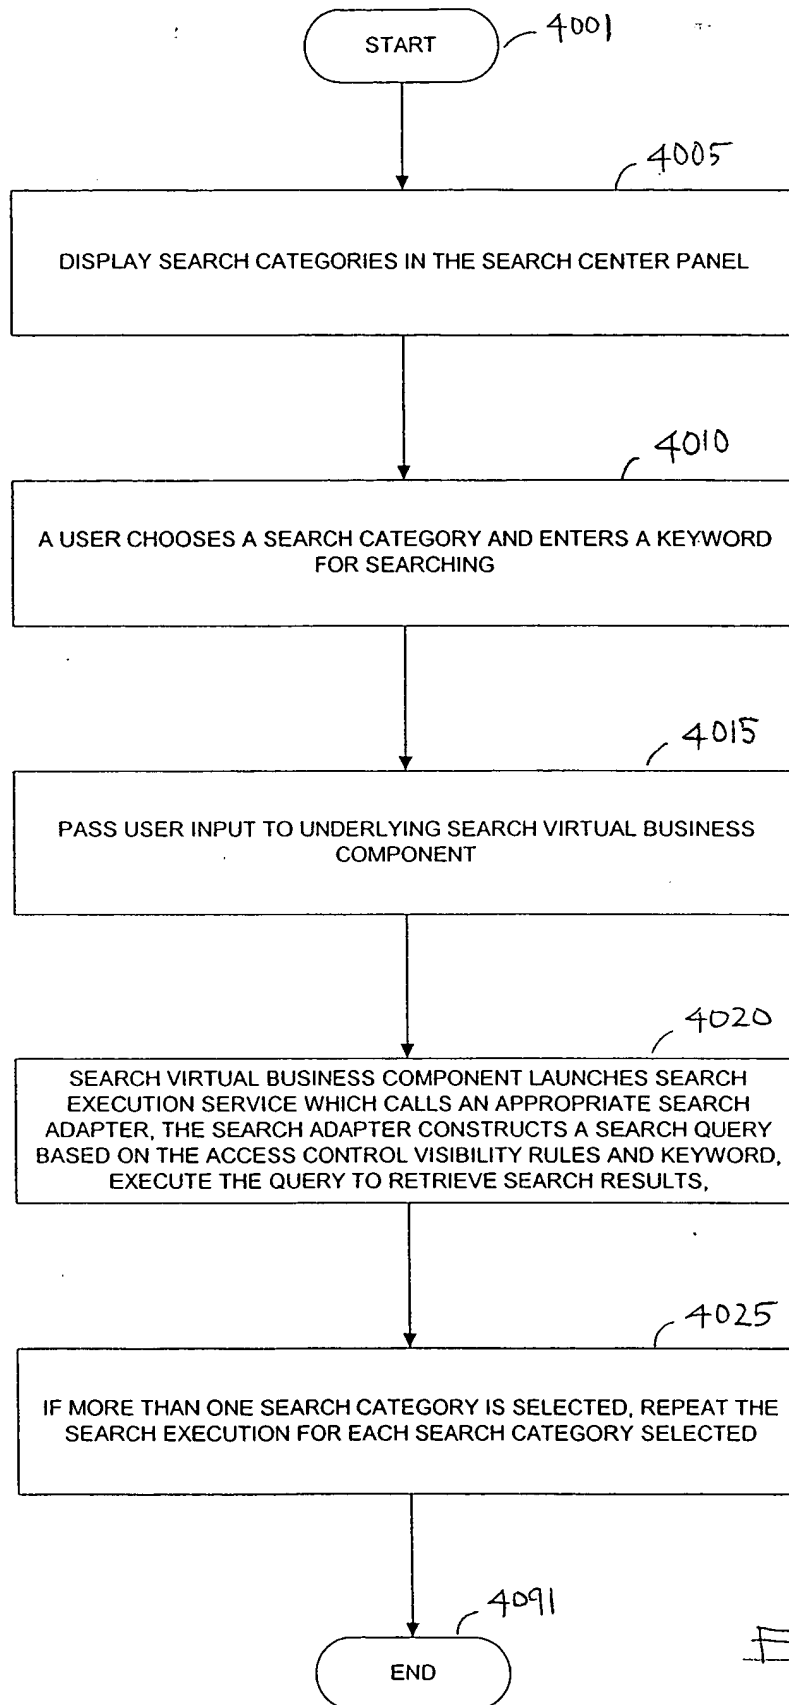 START
4001
4005
DISPLAY SEARCH CATEGORIES IN THE SEARCH CENTER PANEL
4010
A USER CHOOSES A SEARCH CATEGORY AND ENTERS A KEYWORD
FOR SEARCHING
4015
PASS USER INPUT TO UNDERLYING SEARCH VIRTUAL BUSINESS
COMPONENT
4020
SEARCH VIRTUAL BUSINESS COMPONENT LAUNCHES SEARCH
EXECUTION SERVICE WHICH CALLS AN APPROPRIATE SEARCH
ADAPTER, THE SEARCH ADAPTER CONSTRUCTS A SEARCH QUERY
BASED ON THE ACCESS CONTROL VISIBILITY RULES AND KEYWORD,
EXECUTE THE QUERY TO RETRIEVE SEARCH RESULTS,
4025
IF MORE THAN ONE SEARCH CATEGORY IS SELECTED, REPEAT THE
SEARCH EXECUTION FOR EACH SEARCH CATEGORY SELECTED
4091
END